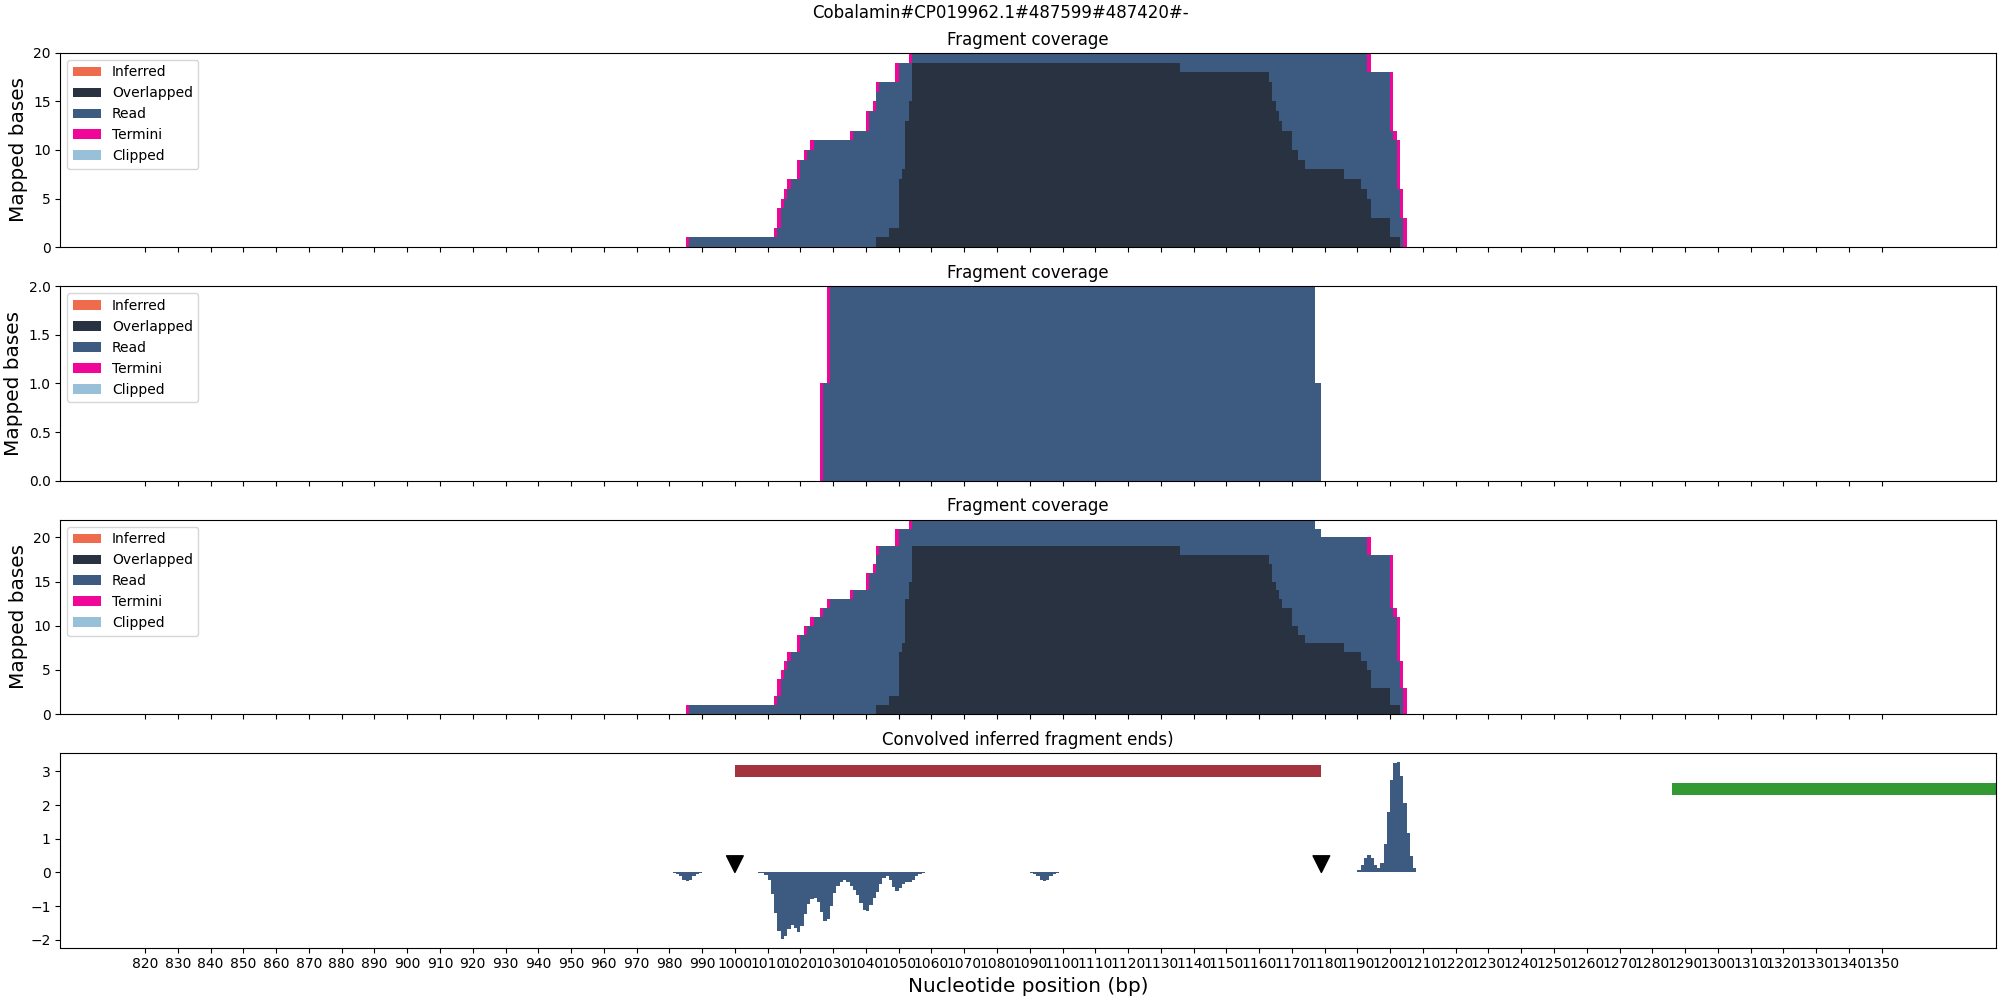 Cobalamin#CP019962.1#487599#487420#-
Fragment coverage
Mapped bases
20
15
10
5
0
Inferred
Overlapped
Read
Termini
Clipped
Fragment coverage
Mapped bases
2.0
1.5
1.0
0.5
0.0
Inferred
Overlapped
Read
Termini
Clipped
Fragment coverage
Mapped bases
20
15
10
5
0
Inferred
Overlapped
Read
Termini
Clipped
Convolved inferred fragment ends)
3
2
1
0
−1
−2
820 830 840 850 860 870 880 890 900 910 920 930 940 950 960 970 980 990 1000 1010 1020 1030 1040 1050 1060 1070 1080 1090 1100 1110 1120 1130 1140 1150 1160 1170 1180 1190 1200 1210 1220 1230 1240 1250 1260 1270 1280 1290 1300 1310 1320 1330 1340 1350
Nucleotide position (bp)